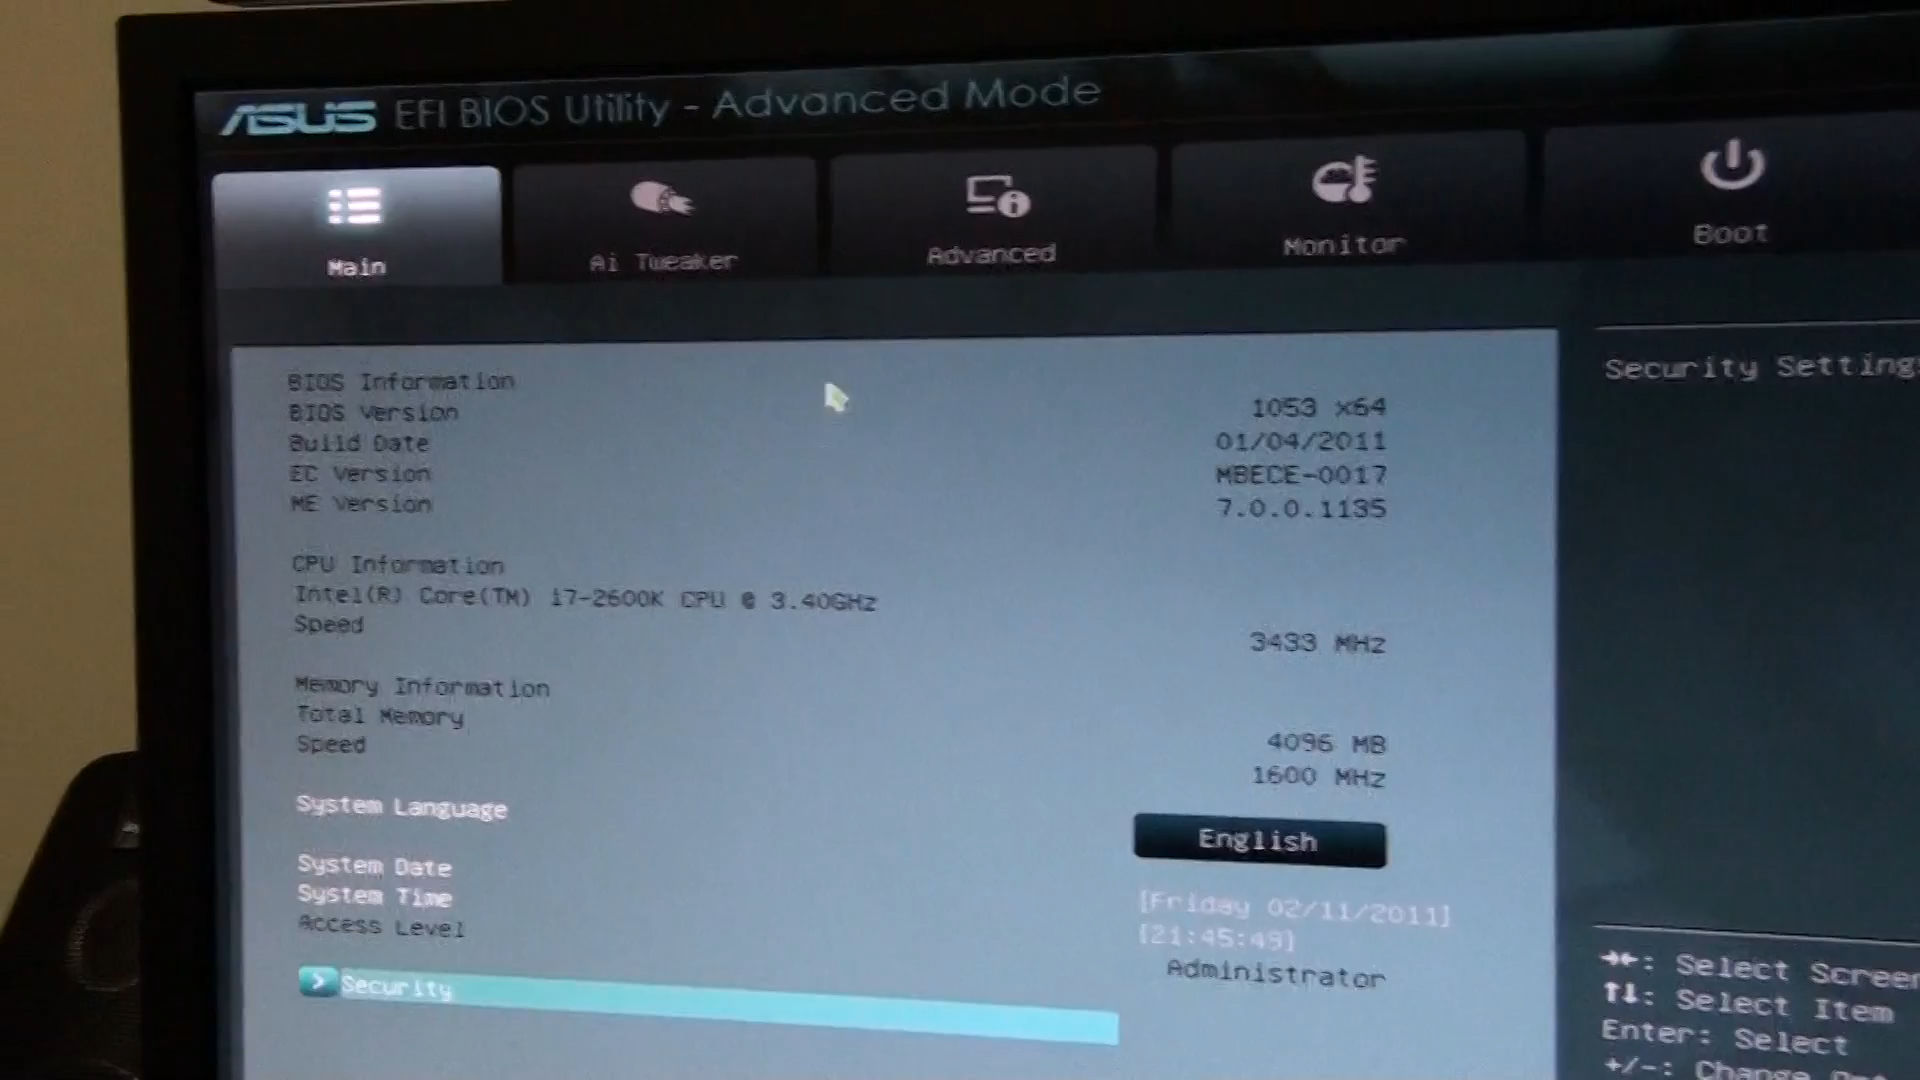 ASUS EFI BIOS Utility - Advanced Mode
Main
Ai Tweaker
Advanced
Monitor
Boot
BIOS Information
BIOS Version 1053 x64
Build Date 01/04/2011
EC Version MBECE-0017
ME Version 7.0.0.1135
CPU Information
Intel(R) Core(TM) i7-2600K CPU @ 3.40GHz
Speed 3433 MHz
Memory Information
Total Memory 4096 MB
Speed 1600 MHz
System Language English
System Date [Friday 02/11/2011]
System Time [21:45:49]
Access Level Administrator
> Security
Security Settings
→←: Select Screen
↑↓: Select Item
Enter: Select
+/-: Change